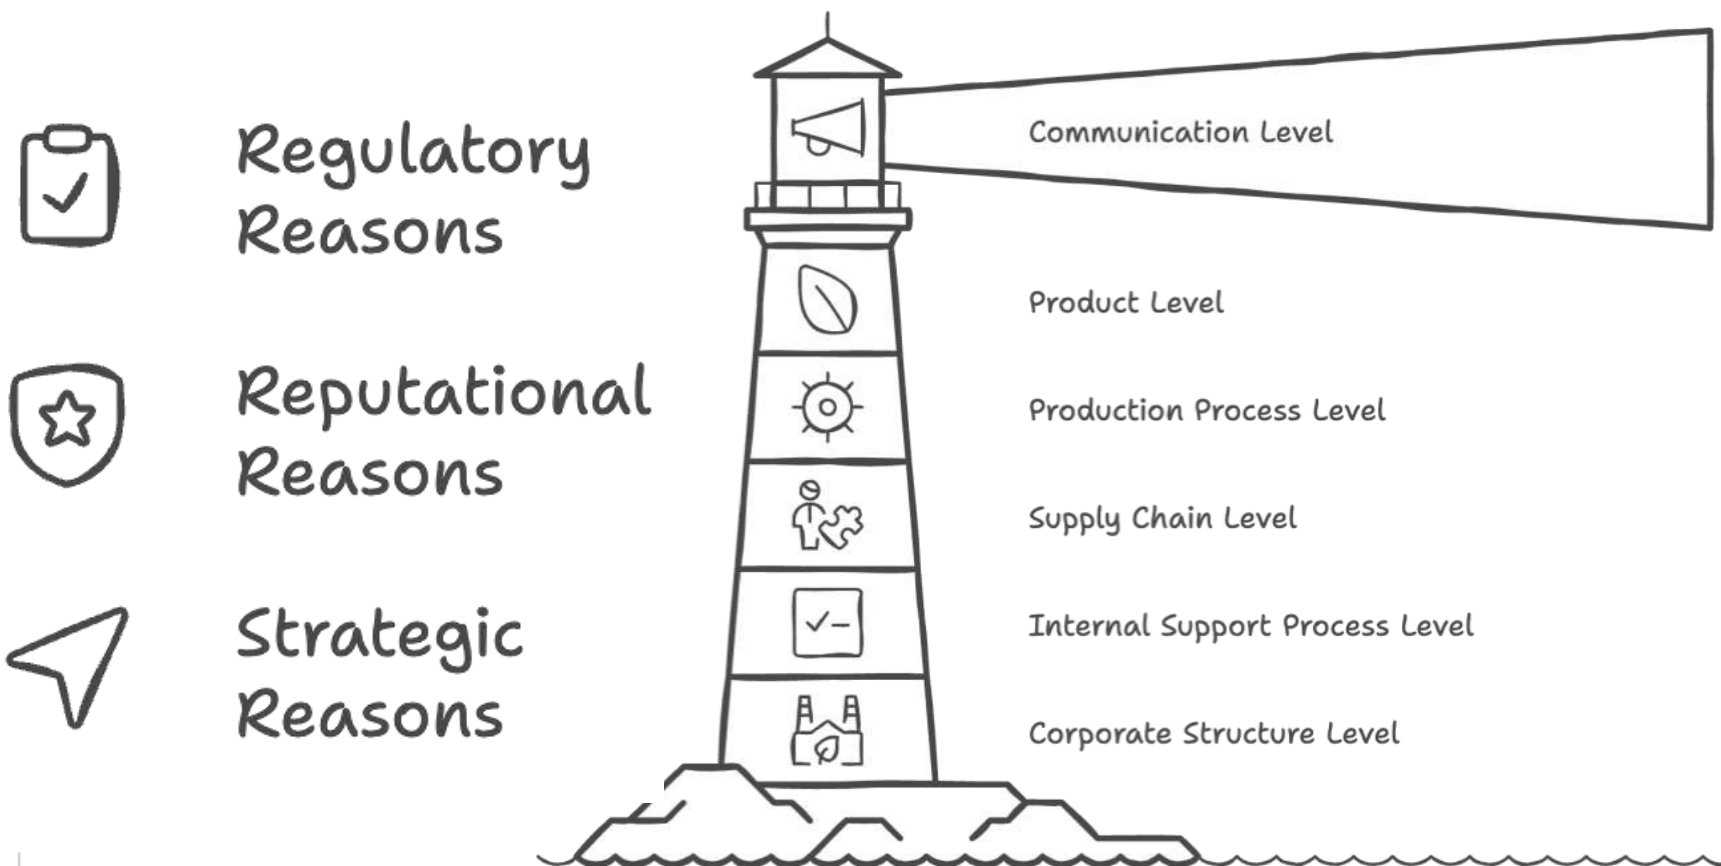 Regulatory
Reasons
Reputational
Reasons
Strategic
Reasons
Communication Level
Product Level
Production Process Level
Supply Chain Level
Internal Support Process Level
Corporate Structure Level